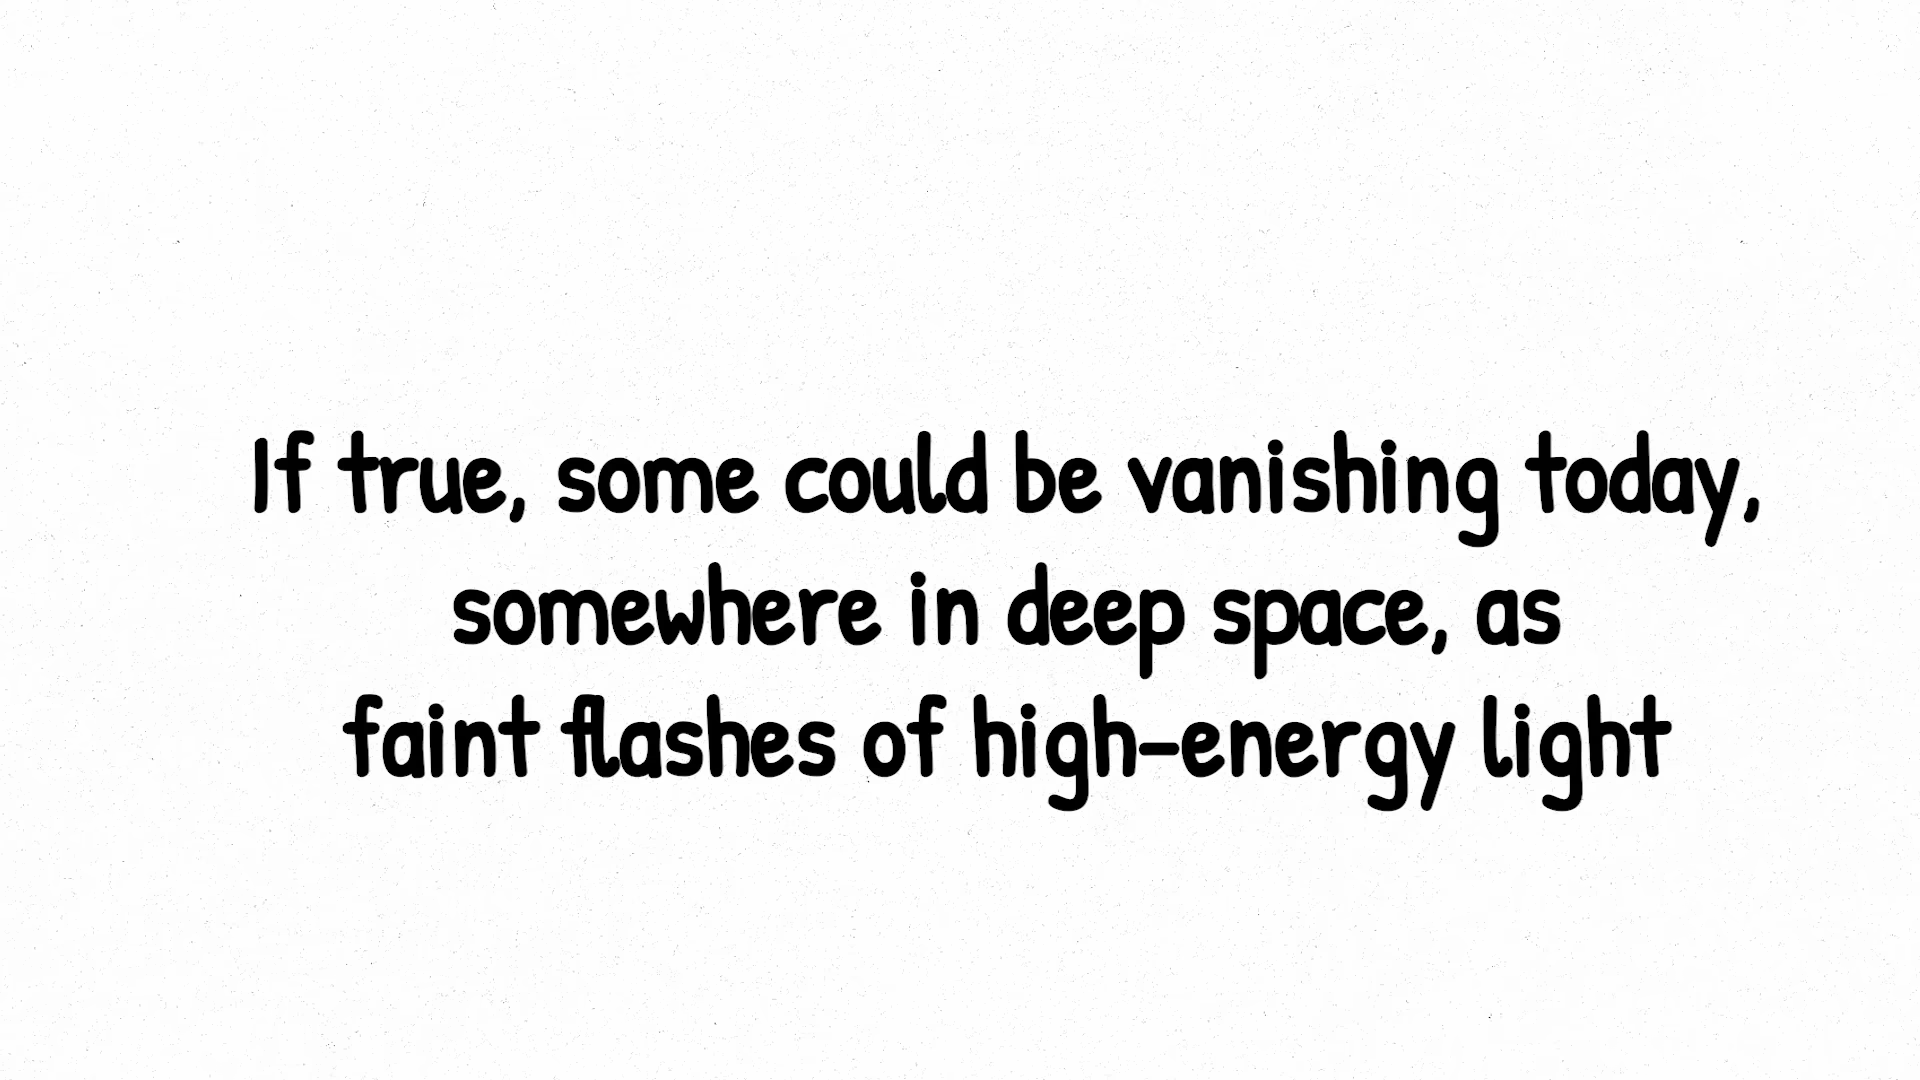 If true, some could be vanishing today,
somewhere in deep space, as
faint flashes of high-energy light